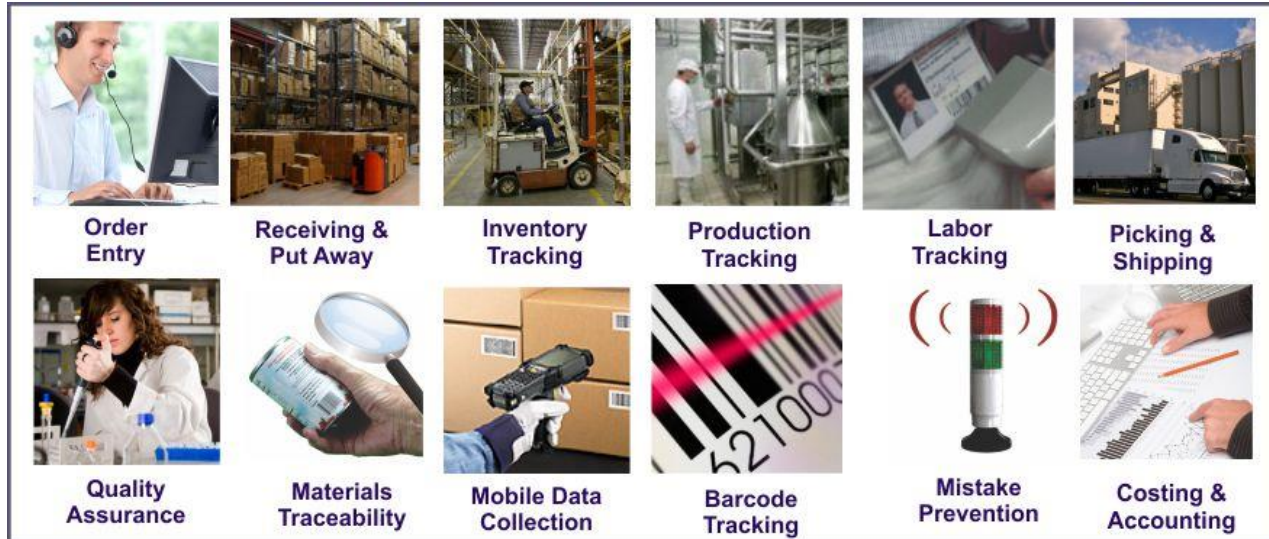 Order
Entry
Receiving &
Put Away
Inventory
Tracking
Production
Tracking
Labor
Tracking
Picking &
Shipping
621000
Quality
Assurance
Materials
Traceability
Mobile Data
Collection
Barcode
Tracking
Mistake
Prevention
Costing &
Accounting